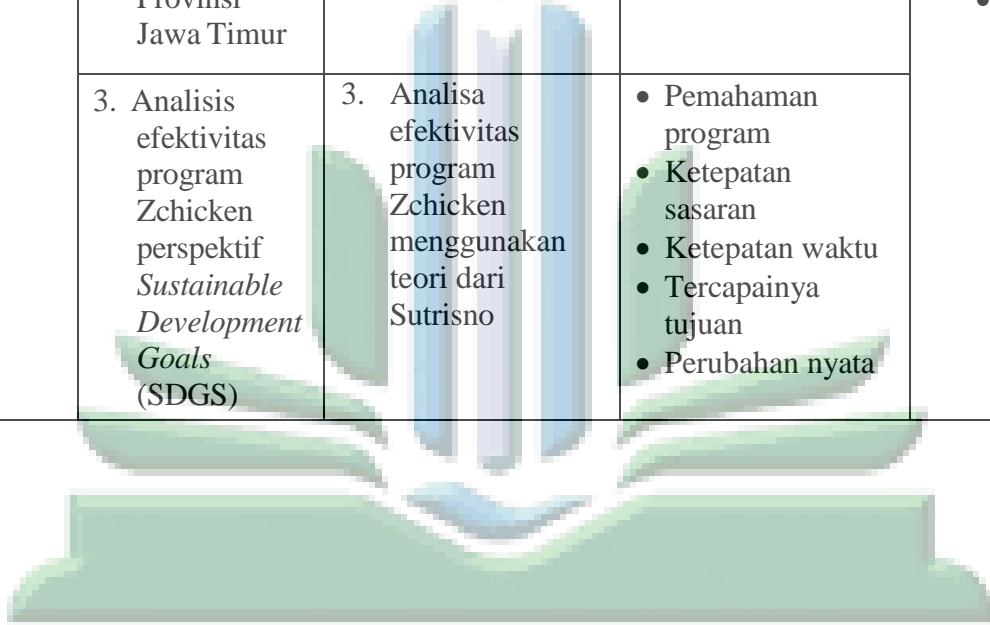 Provinsi
Jawa Timur
3. Analisis
efektivitas
program
Zchicken
perspektif
Sustainable
Development
Goals
(SDGS)
3. Analisa
efektivitas
program
Zchicken
menggunakan
teori dari
Sutrisno
• Pemahaman
program
• Ketepatan
sasaran
• Ketepatan waktu
• Tercapainya
tujuan
• Perubahan nyata